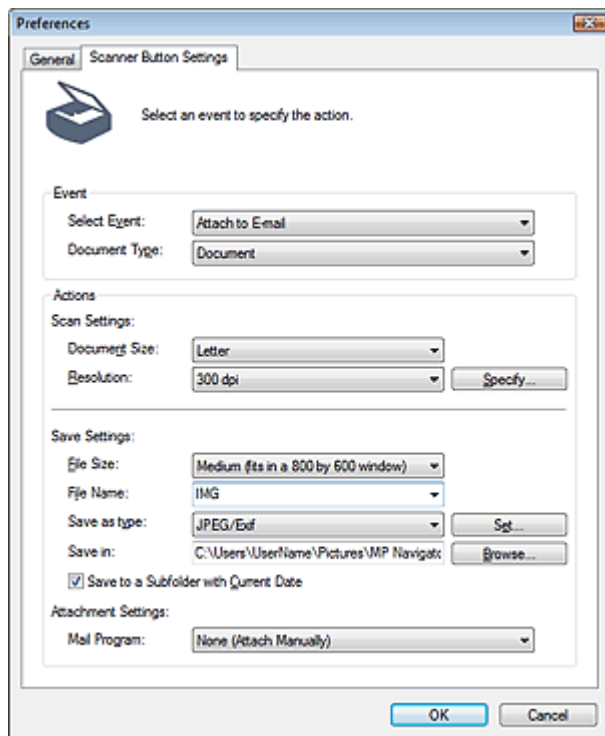 Preferences
General Scanner Button Settings
Select an event to specify the action.
Event
Select Event: Attach to E-mail
Document Type: Document
Actions
Scan Settings:
Document Size: Letter
Resolution: 300 dpi Specify...
Save Settings:
File Size: Medium (fits in a 800 by 600 window)
File Name: IMG
Save as type: JPEG/Exif Set...
Save in: C:\Users\UserName\Pictures\MP Navigatc Browse...
Save to a Subfolder with Current Date
Attachment Settings:
Mail Program: None (Attach Manually)
OK Cancel